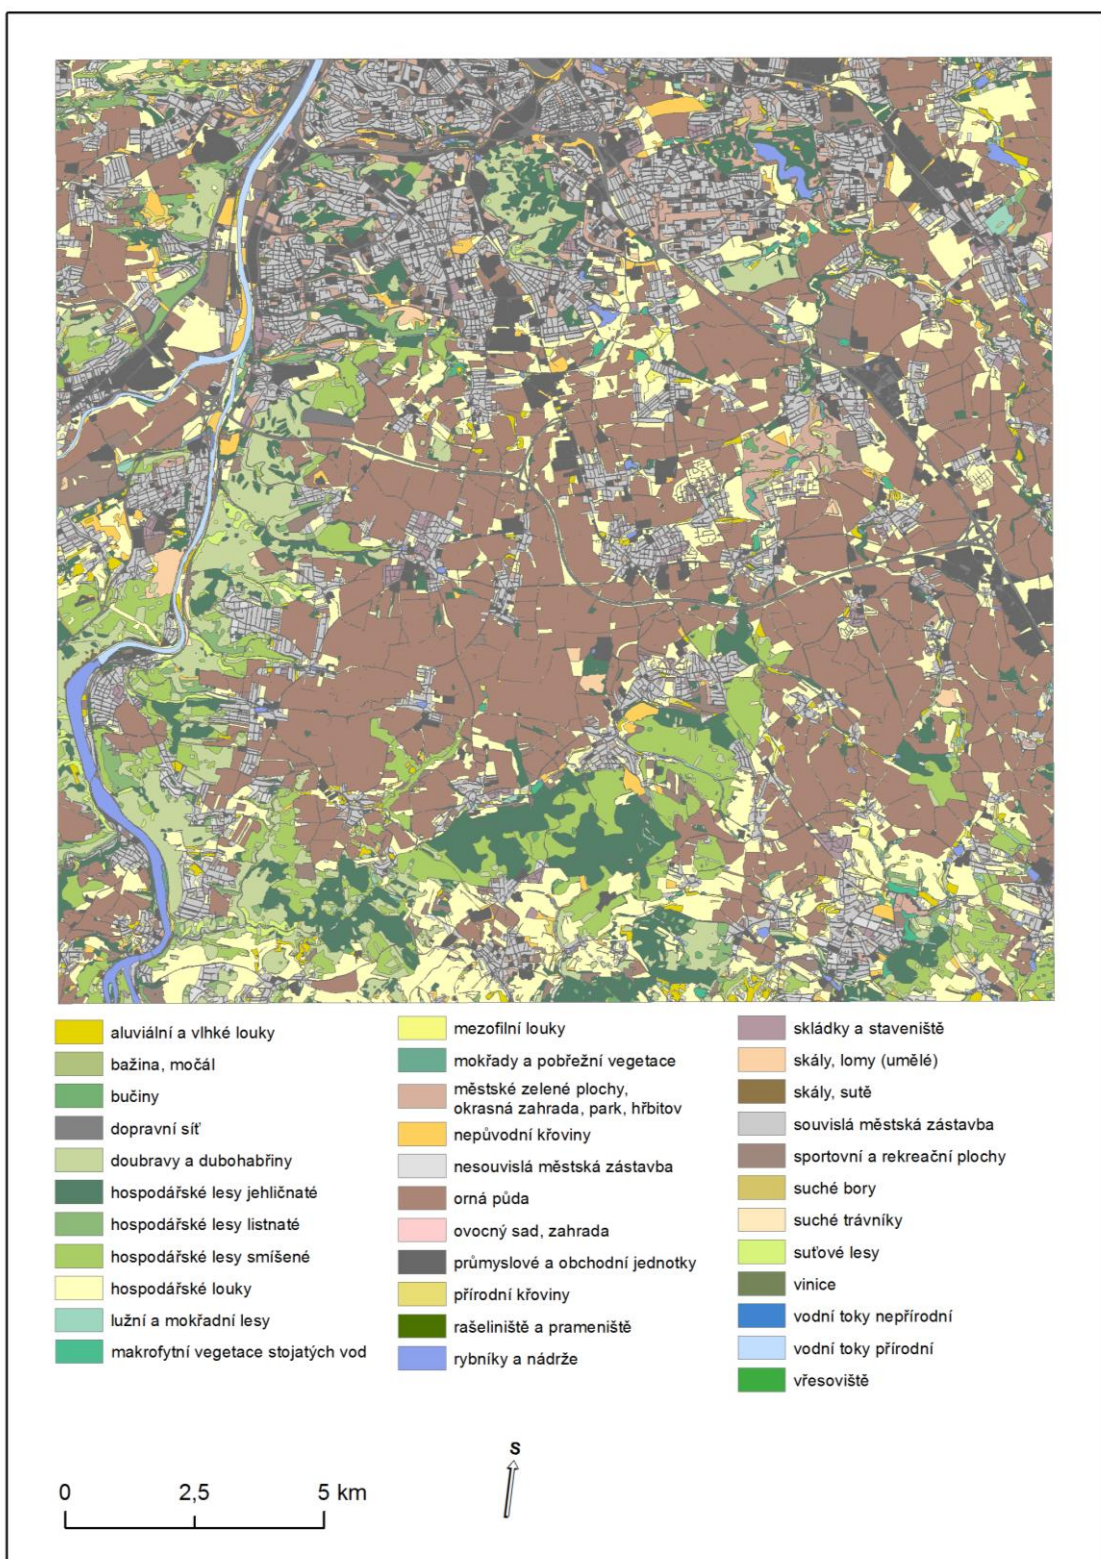 aluviální a vlhké louky
bažina, močál
bučiny
dopravní síť
doubravy a dubohabřiny
hospodářské lesy jehličnaté
hospodářské lesy listnaté
hospodářské lesy smíšené
hospodářské louky
lužní a mokřadní lesy
makrofytní vegetace stojatých vod
mezofilní louky
mokřady a pobřežní vegetace
městské zelené plochy,
okrasná zahrada, park, hřbitov
nepůvodní křoviny
nesouvislá městská zástavba
orná půda
ovocný sad, zahrada
průmyslové a obchodní jednotky
přírodní křoviny
rašeliniště a prameniště
rybníky a nádrže
skládky a staveniště
skály, lomy (umělé)
skály, sutě
souvislá městská zástavba
sportovní a rekreační plochy
suché bory
suché trávníky
suťové lesy
vinice
vodní toky nepřírodní
vodní toky přírodní
vřesoviště
S
0 2,5 5 km